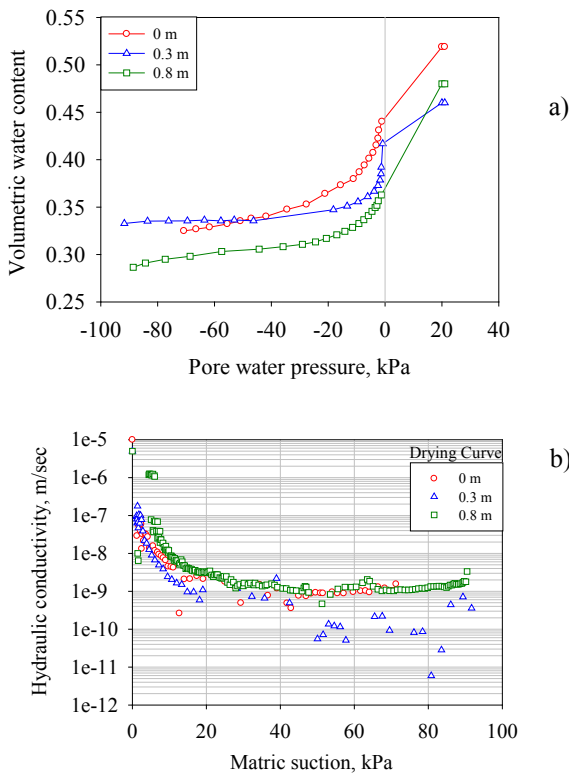 0 m
0.3 m
0.8 m
a)
Volumetric water content
0.55
0.50
0.45
0.40
0.35
0.30
0.25
-100 -80 -60 -40 -20 0 20 40
Pore water pressure, kPa
b)
Drying Curve
0 m
0.3 m
0.8 m
Hydraulic conductivity, m/sec
1e-5
1e-6
1e-7
1e-8
1e-9
1e-10
1e-11
1e-12
0 20 40 60 80 100
Matric suction, kPa